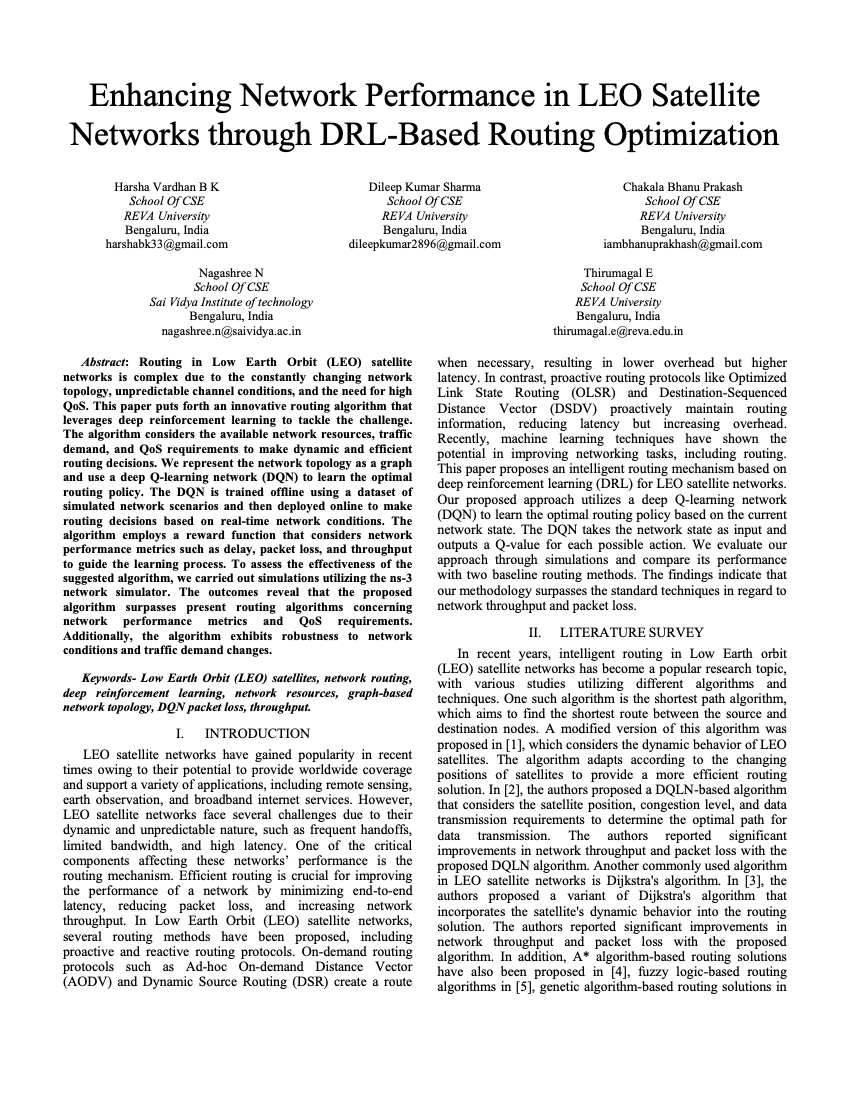 Enhancing Network Performance in LEO Satellite
Networks through DRL-Based Routing Optimization
Harsha Vardhan B K
School Of CSE
REVA University
Bengaluru, India
harshabk33@gmail.com
Dileep Kumar Sharma
School Of CSE
REVA University
Bengaluru, India
dileepkumar2896@gmail.com
Chakala Bhanu Prakash
School Of CSE
REVA University
Bengaluru, India
iambhanuprakhash@gmail.com
Nagashree N
School Of CSE
Sai Vidya Institute of technology
Bengaluru, India
nagashree.n@saividya.ac.in
Thirumagal E
School Of CSE
REVA University
Bengaluru, India
thirumagal.e@reva.edu.in
Abstract: Routing in Low Earth Orbit (LEO) satellite
networks is complex due to the constantly changing network
topology, unpredictable channel conditions, and the need for high
QoS. This paper puts forth an innovative routing algorithm that
leverages deep reinforcement learning to tackle the challenge.
The algorithm considers the available network resources, traffic
demand, and QoS requirements to make dynamic and efficient
routing decisions. We represent the network topology as a graph
and use a deep Q-learning network (DQN) to learn the optimal
routing policy. The DQN is trained offline using a dataset of
simulated network scenarios and then deployed online to make
routing decisions based on real-time network conditions. The
algorithm employs a reward function that considers network
performance metrics such as delay, packet loss, and throughput
to guide the learning process. To assess the effectiveness of the
suggested algorithm, we carried out simulations utilizing the ns-3
network simulator. The outcomes reveal that the proposed
algorithm surpasses present routing algorithms concerning
network performance metrics and QoS requirements.
Additionally, the algorithm exhibits robustness to network
conditions and traffic demand changes.
Keywords- Low Earth Orbit (LEO) satellites, network routing,
deep reinforcement learning, network resources, graph-based
network topology, DQN packet loss, throughput.
I. INTRODUCTION
LEO satellite networks have gained popularity in recent
times owing to their potential to provide worldwide coverage
and support a variety of applications, including remote sensing,
earth observation, and broadband internet services. However,
LEO satellite networks face several challenges due to their
dynamic and unpredictable nature, such as frequent handoffs,
limited bandwidth, and high latency. One of the critical
components affecting these networks’ performance is the
routing mechanism. Efficient routing is crucial for improving
the performance of a network by minimizing end-to-end
latency, reducing packet loss, and increasing network
throughput. In Low Earth Orbit (LEO) satellite networks,
several routing methods have been proposed, including
proactive and reactive routing protocols. On-demand routing
protocols such as Ad-hoc On-demand Distance Vector
(AODV) and Dynamic Source Routing (DSR) create a route
when necessary, resulting in lower overhead but higher
latency. In contrast, proactive routing protocols like Optimized
Link State Routing (OLSR) and Destination-Sequenced
Distance Vector (DSDV) proactively maintain routing
information, reducing latency but increasing overhead.
Recently, machine learning techniques have shown the
potential in improving networking tasks, including routing.
This paper proposes an intelligent routing mechanism based on
deep reinforcement learning (DRL) for LEO satellite networks.
Our proposed approach utilizes a deep Q-learning network
(DQN) to learn the optimal routing policy based on the current
network state. The DQN takes the network state as input and
outputs a Q-value for each possible action. We evaluate our
approach through simulations and compare its performance
with two baseline routing methods. The findings indicate that
our methodology surpasses the standard techniques in regard to
network throughput and packet loss.
II. LITERATURE SURVEY
In recent years, intelligent routing in Low Earth orbit
(LEO) satellite networks has become a popular research topic,
with various studies utilizing different algorithms and
techniques. One such algorithm is the shortest path algorithm,
which aims to find the shortest route between the source and
destination nodes. A modified version of this algorithm was
proposed in [1], which considers the dynamic behavior of LEO
satellites. The algorithm adapts according to the changing
positions of satellites to provide a more efficient routing
solution. In [2], the authors proposed a DQLN-based algorithm
that considers the satellite position, congestion level, and data
transmission requirements to determine the optimal path for
data transmission. The authors reported significant
improvements in network throughput and packet loss with the
proposed DQLN algorithm. Another commonly used algorithm
in LEO satellite networks is Dijkstra's algorithm. In [3], the
authors proposed a variant of Dijkstra's algorithm that
incorporates the satellite's dynamic behavior into the routing
solution. The authors reported significant improvements in
network throughput and packet loss with the proposed
algorithm. In addition, A* algorithm-based routing solutions
have also been proposed in [4], fuzzy logic-based routing
algorithms in [5], genetic algorithm-based routing solutions in